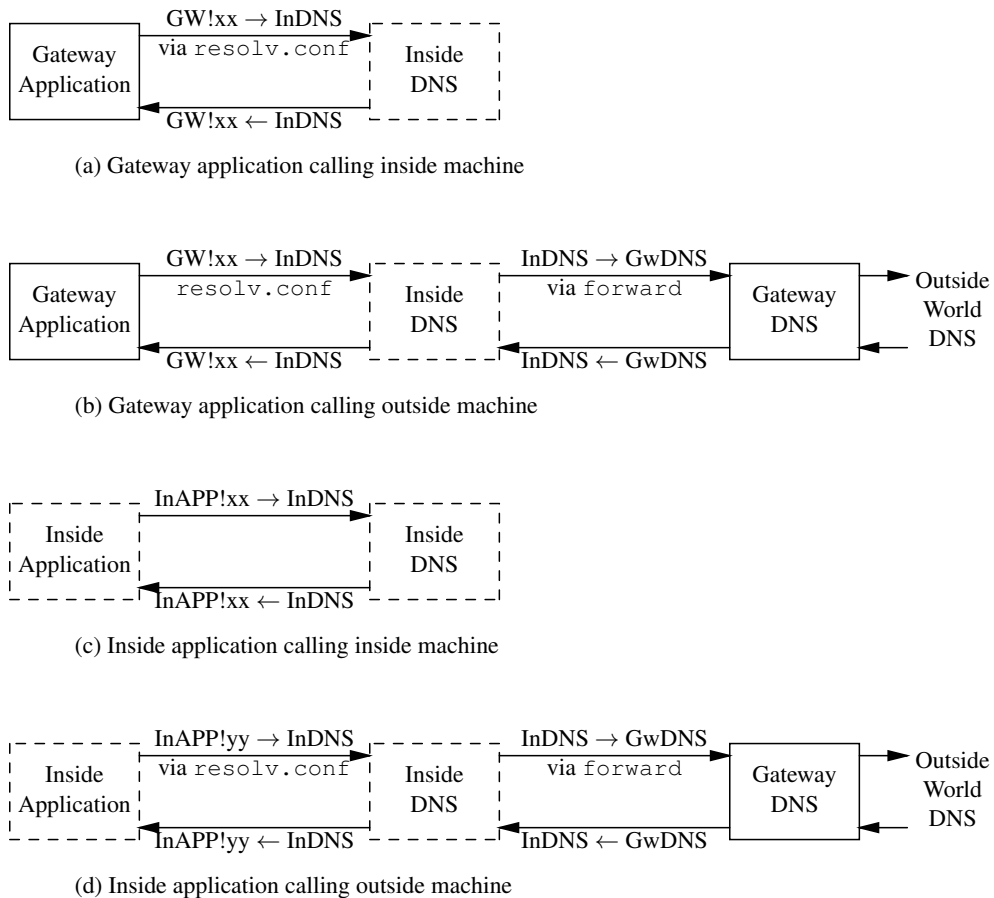 GW!xx → InDNS
via resolv.conf
Gateway
Application
Inside
DNS
GW!xx ← InDNS
(a) Gateway application calling inside machine
GW!xx → InDNS
resolv.conf
InDNS → GwDNS
via forward
Gateway
Application
Inside
DNS
Gateway
DNS
Outside
World
DNS
GW!xx ← InDNS
InDNS ← GwDNS
(b) Gateway application calling outside machine
InAPP!xx → InDNS
Inside
Application
Inside
DNS
InAPP!xx ← InDNS
(c) Inside application calling inside machine
InAPP!yy → InDNS
via resolv.conf
InDNS → GwDNS
via forward
Inside
Application
Inside
DNS
Gateway
DNS
Outside
World
DNS
InAPP!yy ← InDNS
InDNS ← GwDNS
(d) Inside application calling outside machine